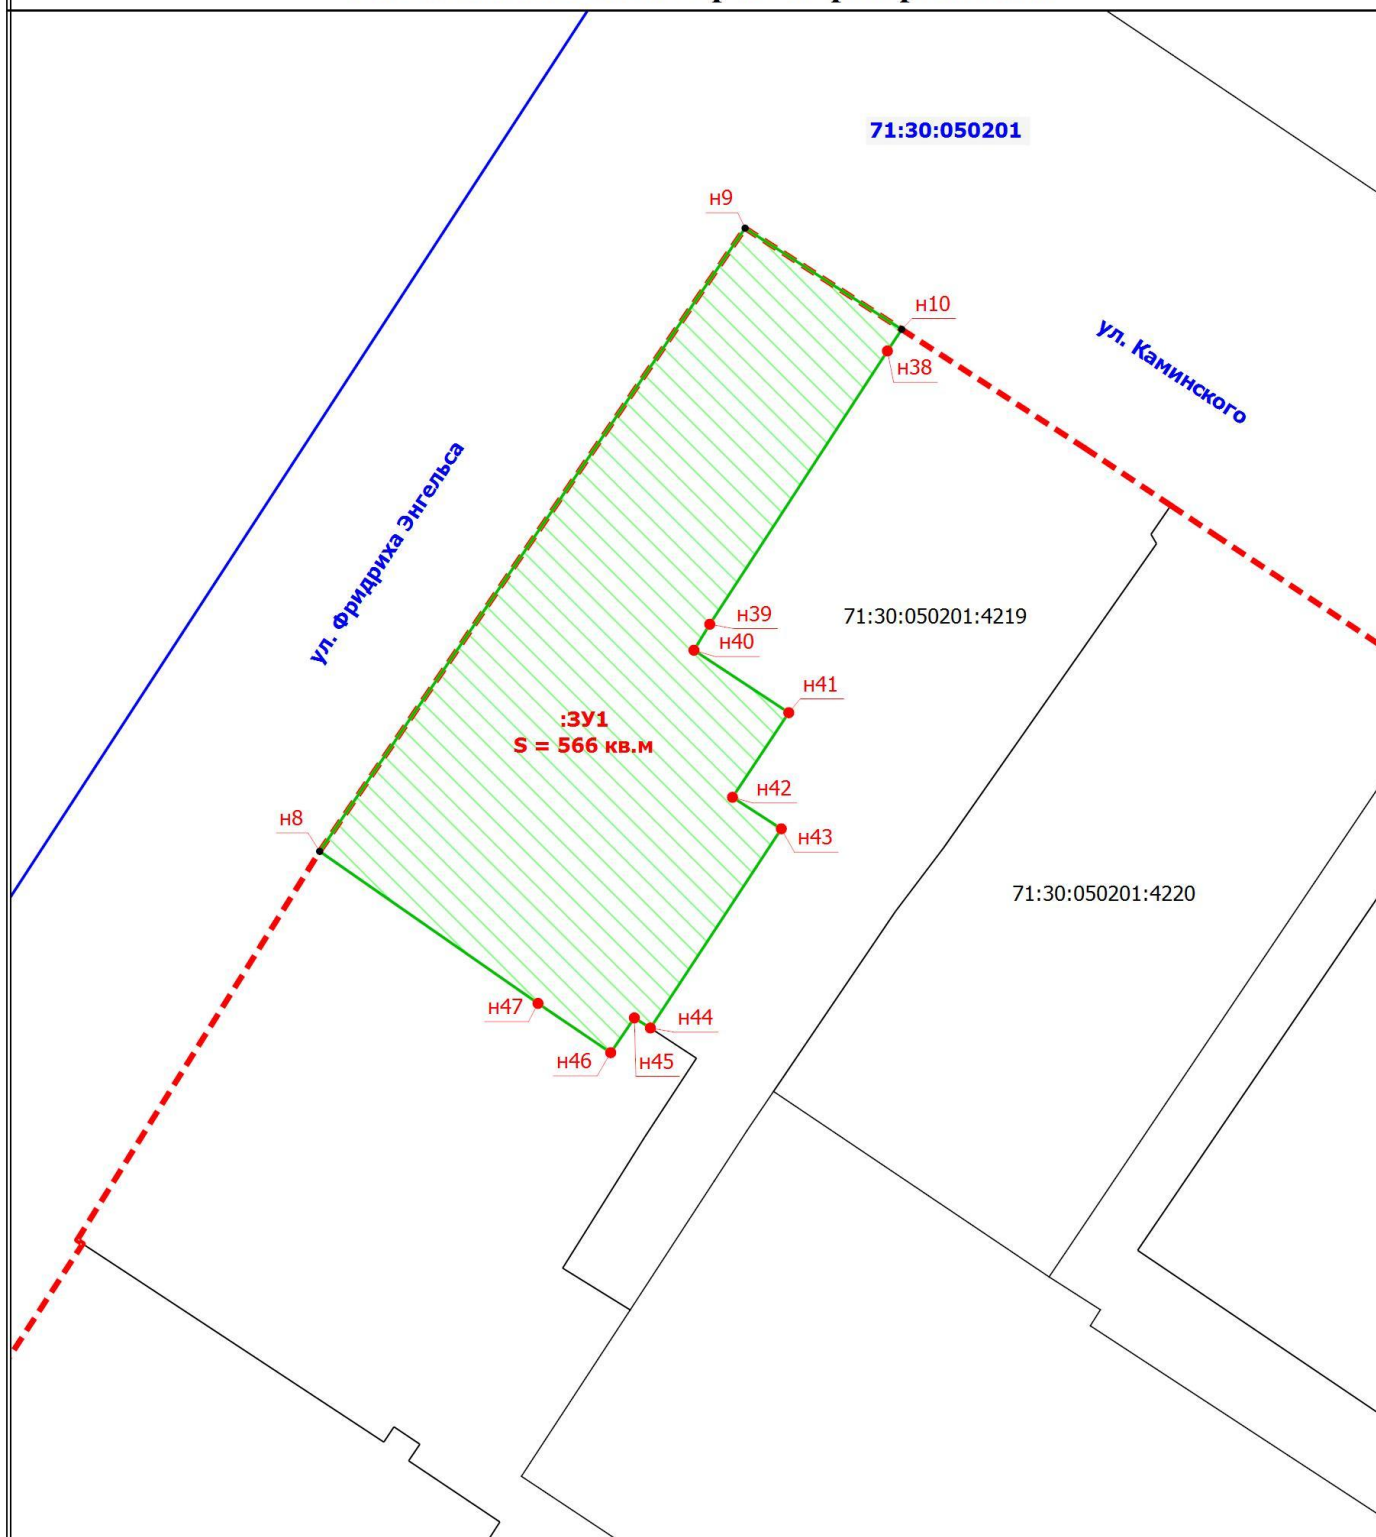 71:30:050201
н9
н10
н38
ул. Каминского
ул. Фридриха Энгельса
н39
71:30:050201:4219
н40
н41
:ЗУ1
S = 566 кв.м
н42
н8
н43
71:30:050201:4220
н47
н44
н46
н45